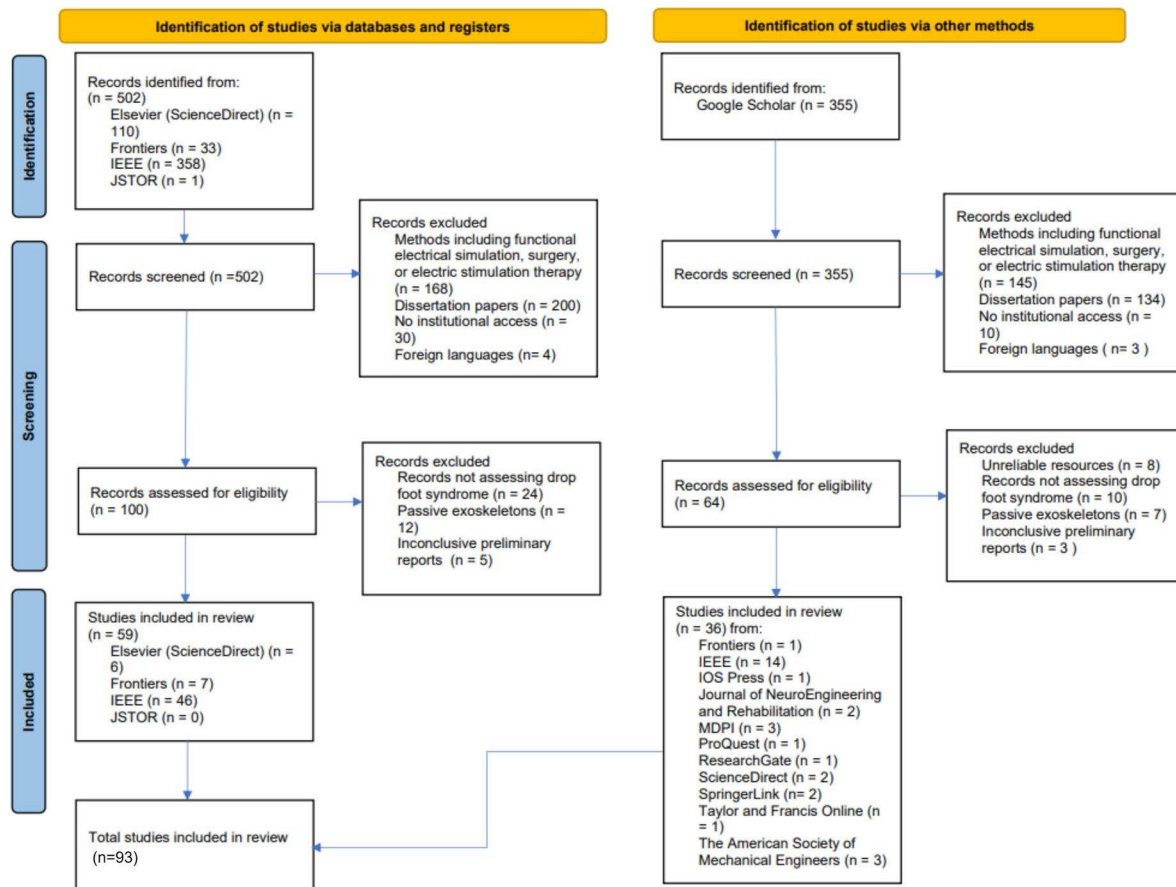 Identification of studies via databases and registers
Identification of studies via other methods
Identification
Records identified from:
(n = 502)
Elsevier (ScienceDirect) (n =
110)
Frontiers (n = 33)
IEEE (n = 358)
JSTOR (n = 1)
Records identified from:
Google Scholar (n = 355)
Screening
Records screened (n =502)
Records excluded
Methods including functional
electrical simulation, surgery,
or electric stimulation therapy
(n = 168)
Dissertation papers (n = 200)
No institutional access (n =
30)
Foreign languages (n= 4)
Records screened (n = 355)
Records excluded
Methods including functional
electrical simulation, surgery,
or electric stimulation therapy
(n = 145)
Dissertation papers (n = 134)
No institutional access (n =
10)
Foreign languages ( n= 3 )
Records assessed for eligibility
(n = 100)
Records excluded
Records not assessing drop
foot syndrome (n = 24)
Passive exoskeletons (n =
12)
Inconclusive preliminary
reports (n = 5)
Records assessed for eligibility
(n = 64)
Records excluded
Unreliable resources (n = 8)
Records not assessing drop
foot syndrome (n = 10)
Passive exoskeletons (n = 7)
Inconclusive preliminary
reports (n = 3 )
Included
Studies included in review
(n = 59)
Elsevier (ScienceDirect) (n =
6)
Frontiers (n = 7)
IEEE (n = 46)
JSTOR (n = 0)
Studies included in review
(n = 36) from:
Frontiers (n = 1)
IEEE (n = 14)
IOS Press (n = 1)
Journal of NeuroEngineering
and Rehabilitation (n = 2)
MDPI (n = 3)
ProQuest (n = 1)
ResearchGate (n = 1)
ScienceDirect (n = 2)
SpringerLink (n= 2)
Taylor and Francis Online (n
= 1)
The American Society of
Mechanical Engineers (n = 3)
Total studies included in review
(n=93)